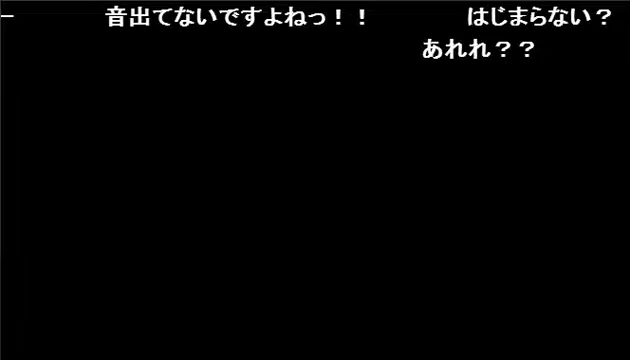 ー
音出てないですよねっ！！
はじまらない？
あれれ？？